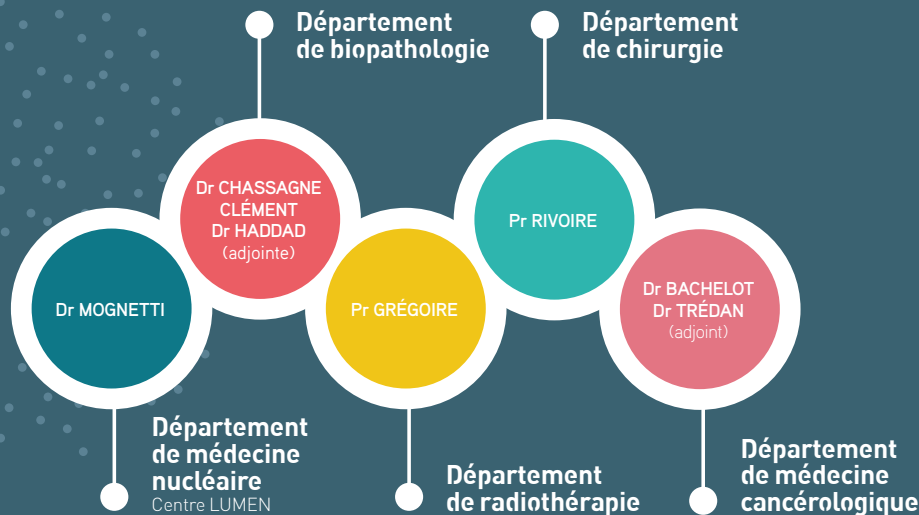 Département
de biopathologie
Département
de chirurgie
Dr CHASSAGNE
CLÉMENT
Dr HADDAD
(adjointe)
Pr RIVOIRE
Dr MOGNETTI
Pr GRÉGOIRE
Dr BACHELOT
Dr TRÉDAN
(adjoint)
Département
de médecine
nucléaire
Centre LUMEN
Département
de radiothérapie
Département
de médecine
cancérologique